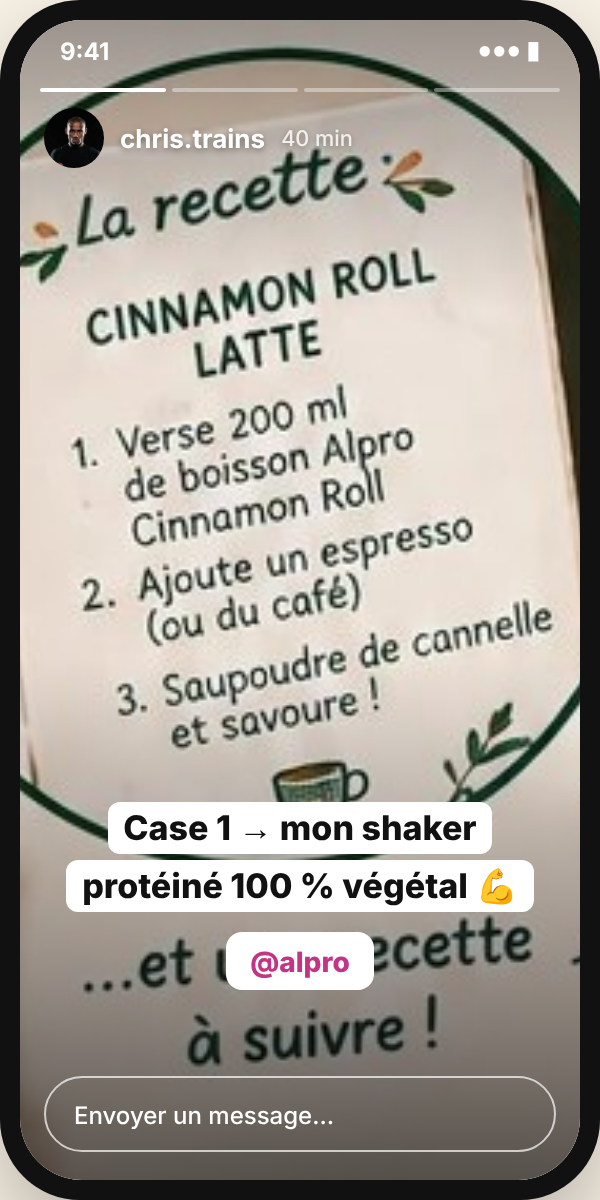 9:41
chris.trains 40 min
La recette
CINNAMON ROLL
LATTE
1. Verse 200 ml
de boisson Alpro
Cinnamon Roll
2. Ajoute un espresso
(ou du café)
3. Saupoudre de cannelle
et savoure !
Case 1 → mon shaker
protéiné 100 % végétal 💪
@alpro
...et
à suivre !
Envoyer un message...